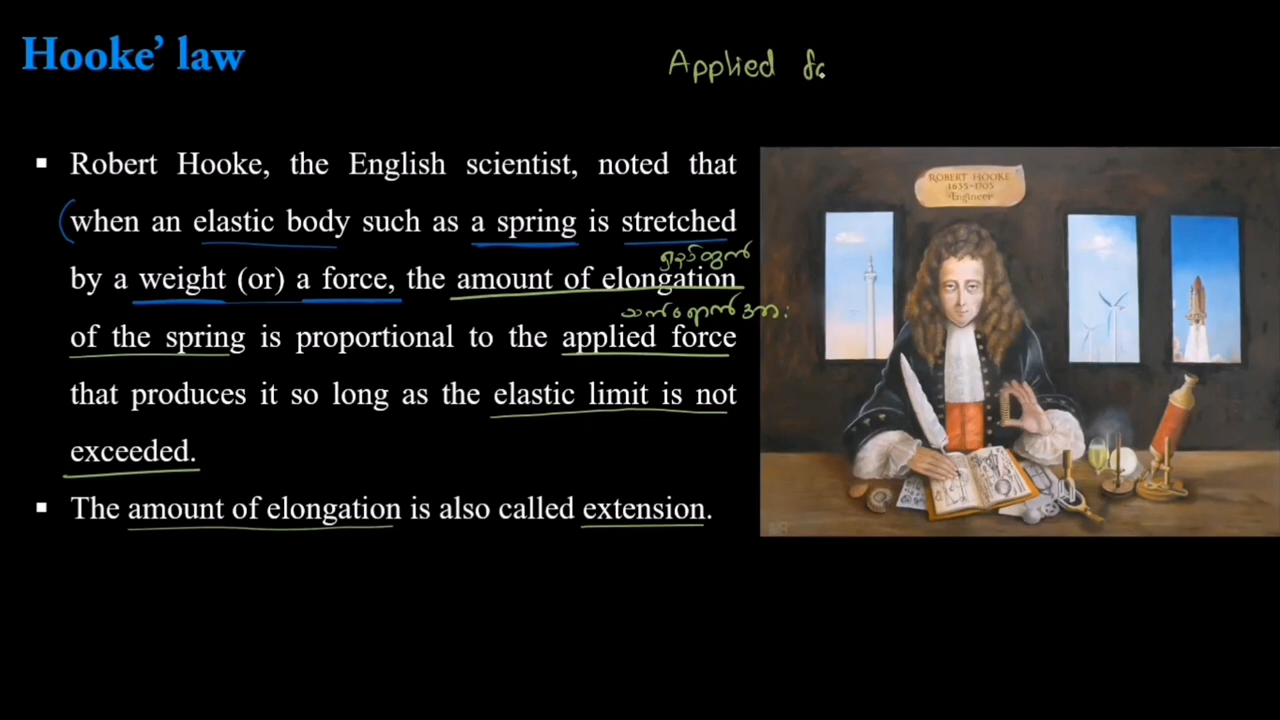 Hooke’ law
Applied
▪ Robert Hooke, the English scientist, noted that
when an elastic body such as a spring is stretched
by a weight (or) a force, the amount of elongation
of the spring is proportional to the applied force
that produces it so long as the elastic limit is not
exceeded.
▪ The amount of elongation is also called extension.
ROBERT HOOKE
1635-1703
Engineer